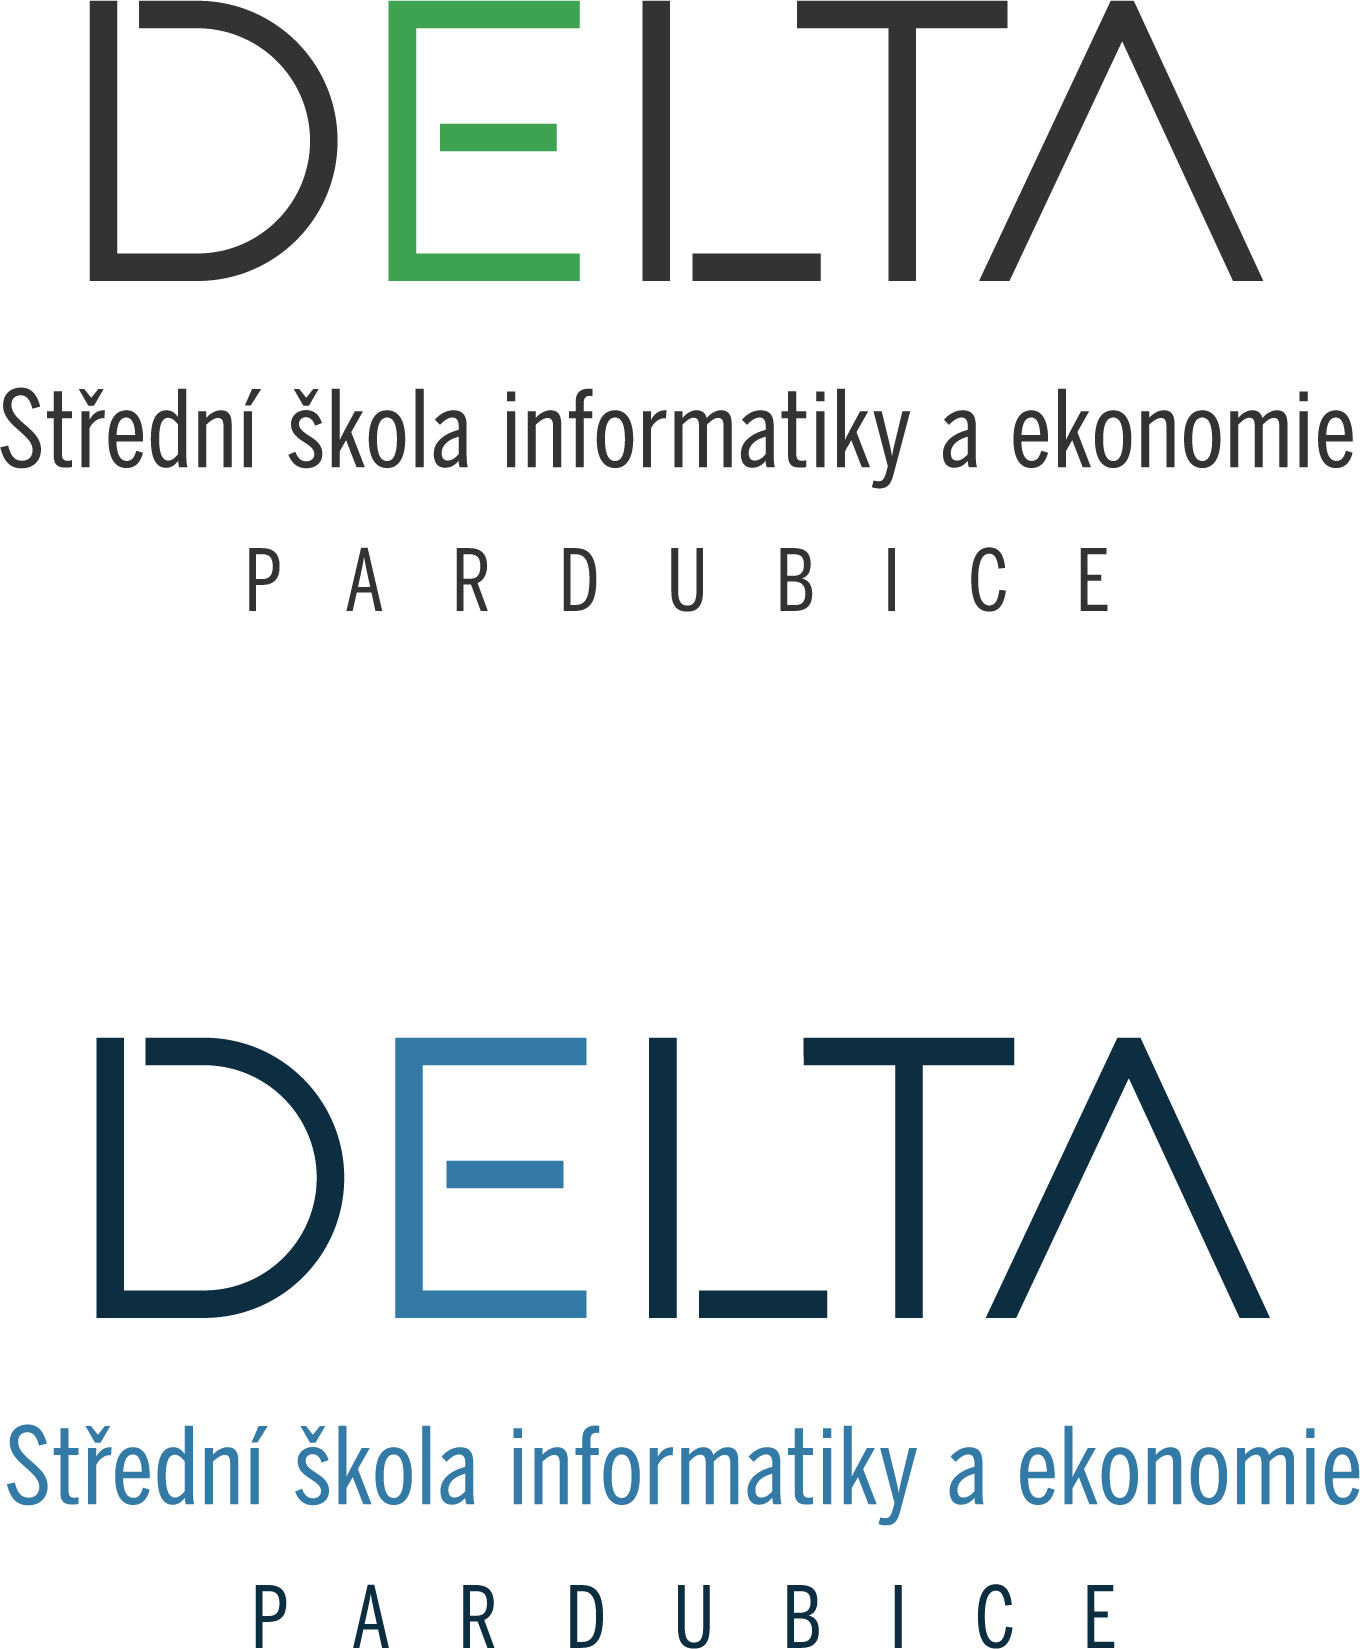 DELTA
Střední škola informatiky a ekonomie
PARDUBICE
DELTA
Střední škola informatiky a ekonomie
PARDUBICE